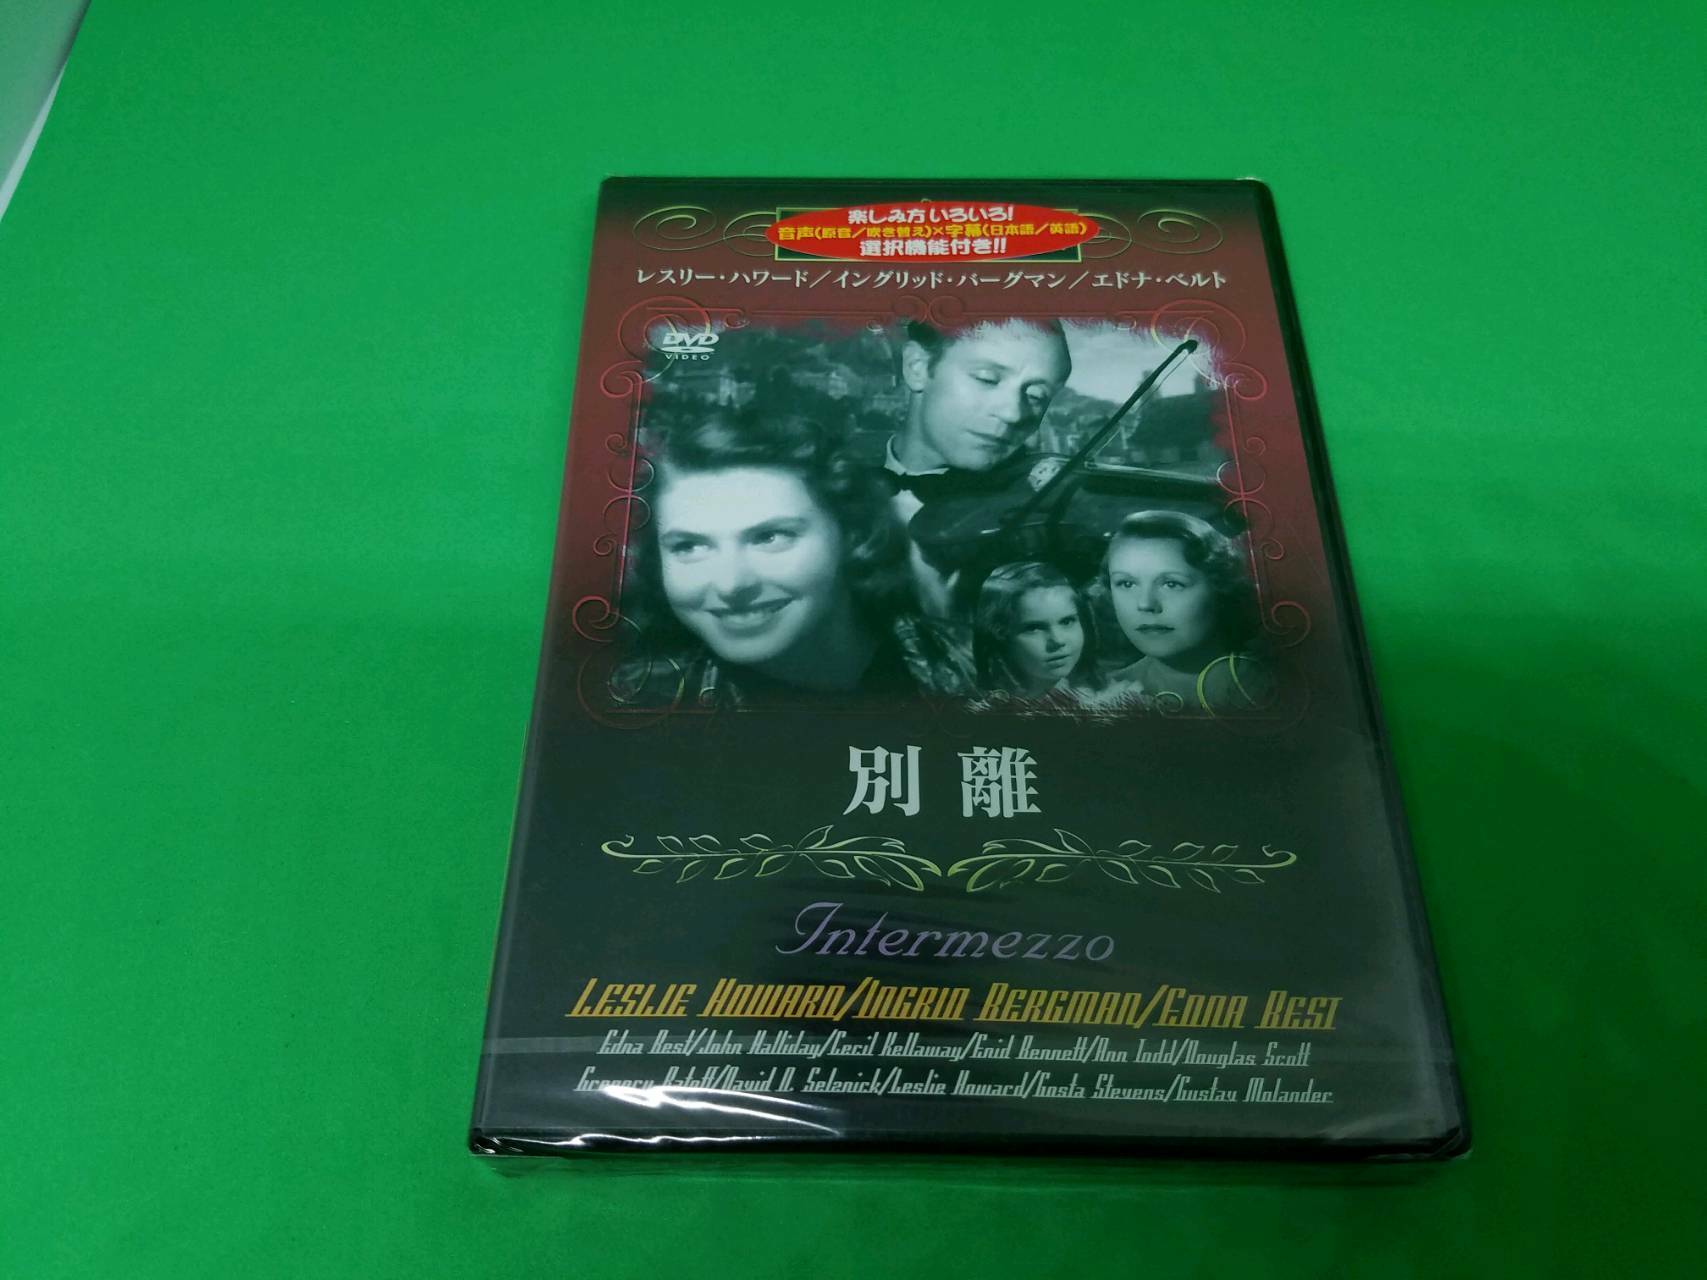 楽しみ方いろいろ!
音声(原音/吹き替え)×字幕(日本語/英語)
選択機能付き!!
レスリー・ハワード/イングリッド・バーグマン/エドナ・ベルト
DVD
VIDEO
別離
Intermezzo
LESLIE HOWARD/INGRID BERGMAN/EDNA BEST
Edna Best/John Halliday/Cecil Kellaway/Enid Bennett/Ann Todd/Douglas Scott
Gregory Ratoff/David O. Selznick/Leslie Howard/Gosta Stevens/Gustav Molander